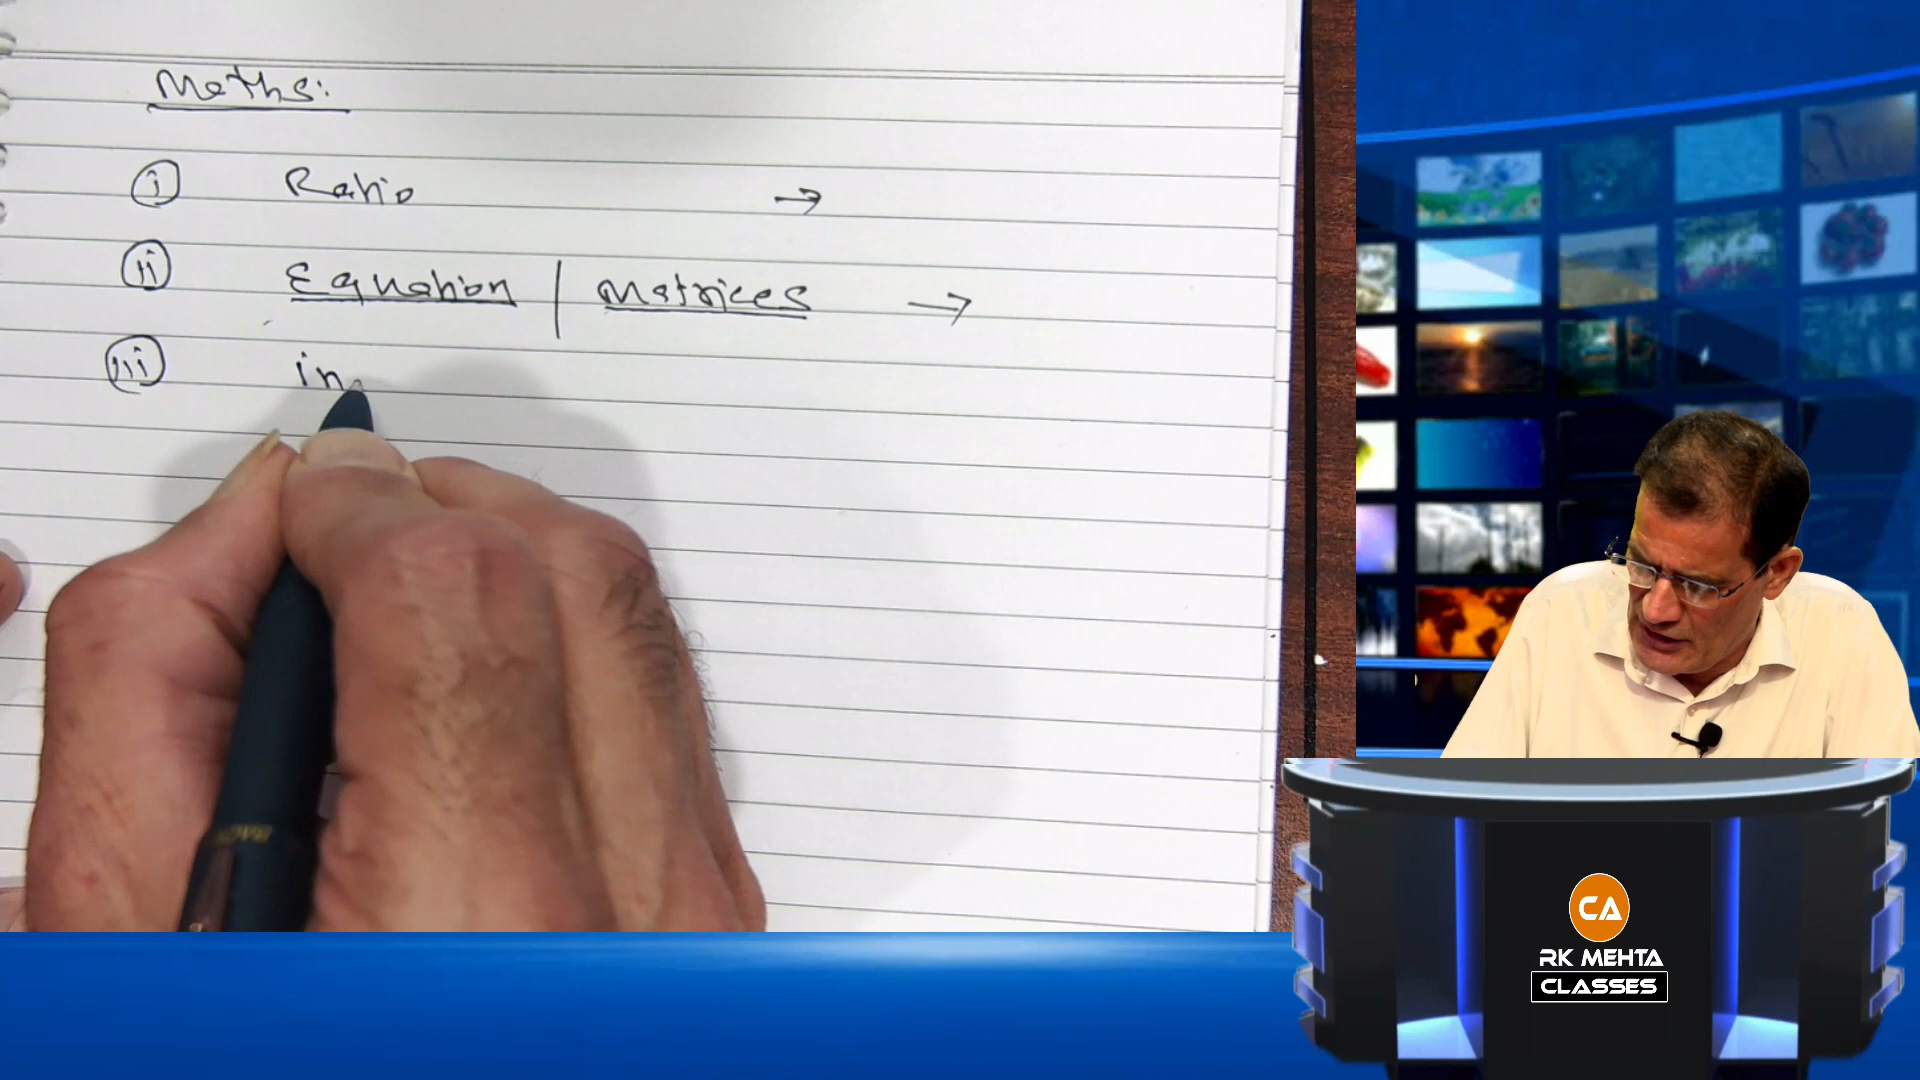 Maths:
(i) Ratio →
(ii) Equation | Matrices →
(iii) in
CA
RK MEHTA
CLASSES